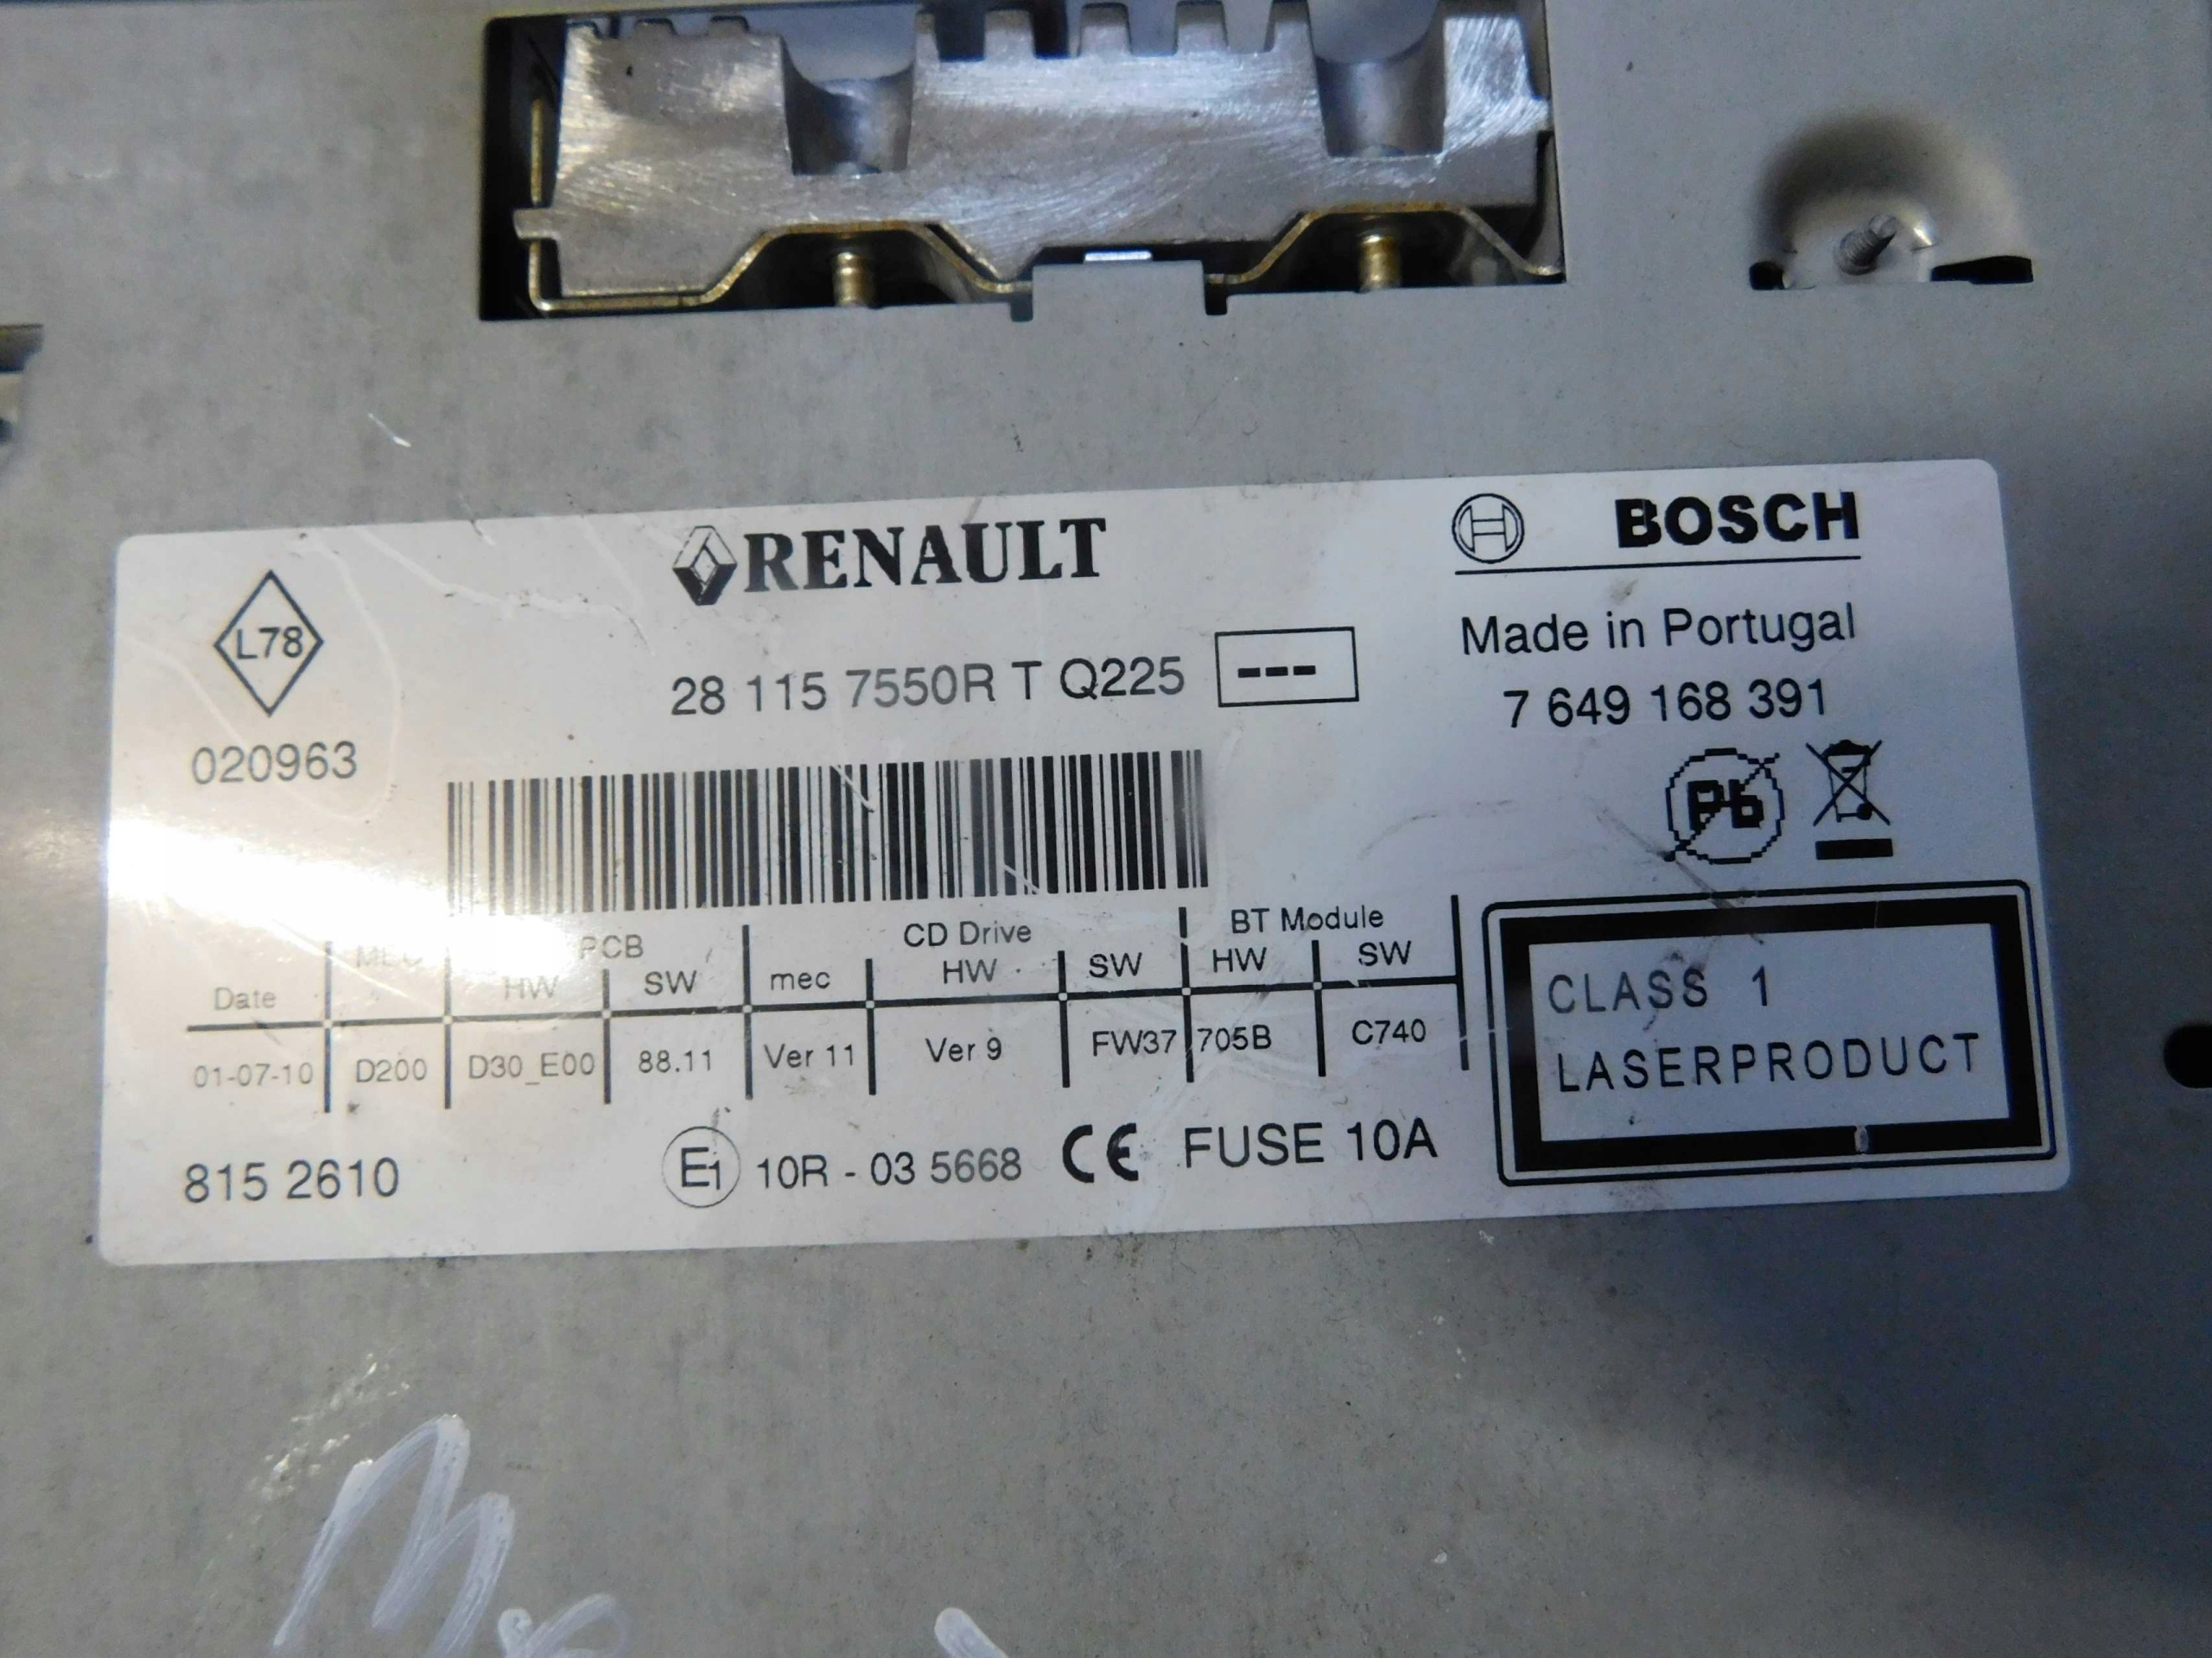 RENAULT
BOSCH
L78
28 115 7550R T Q225 ---
Made in Portugal
7 649 168 391
020963
Pb
PCB
CD Drive
BT Module
Date MEC HW SW mec HW SW HW SW
01-07-10 D200 D30_E00 88.11 Ver 11 Ver 9 FW37 705B C740
CLASS 1
LASERPRODUCT
815 2610
E1 10R - 03 5668 CE FUSE 10A